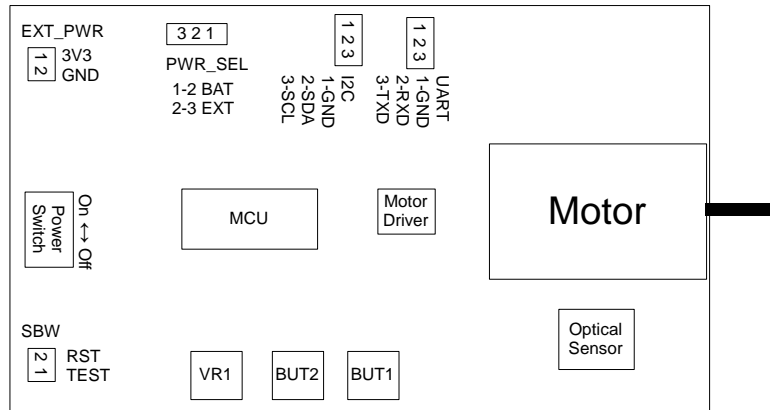 EXT_PWR
1 2
3V3
GND
3 2 1
PWR_SEL
1-2 BAT
2-3 EXT
1 2 3
I2C
1-GND
2-SDA
3-SCL
1 2 3
UART
1-GND
2-RXD
3-TXD
Power
Switch
On ↔ Off
MCU
Motor
Driver
Motor
SBW
2 1
RST
TEST
VR1
BUT2
BUT1
Optical
Sensor